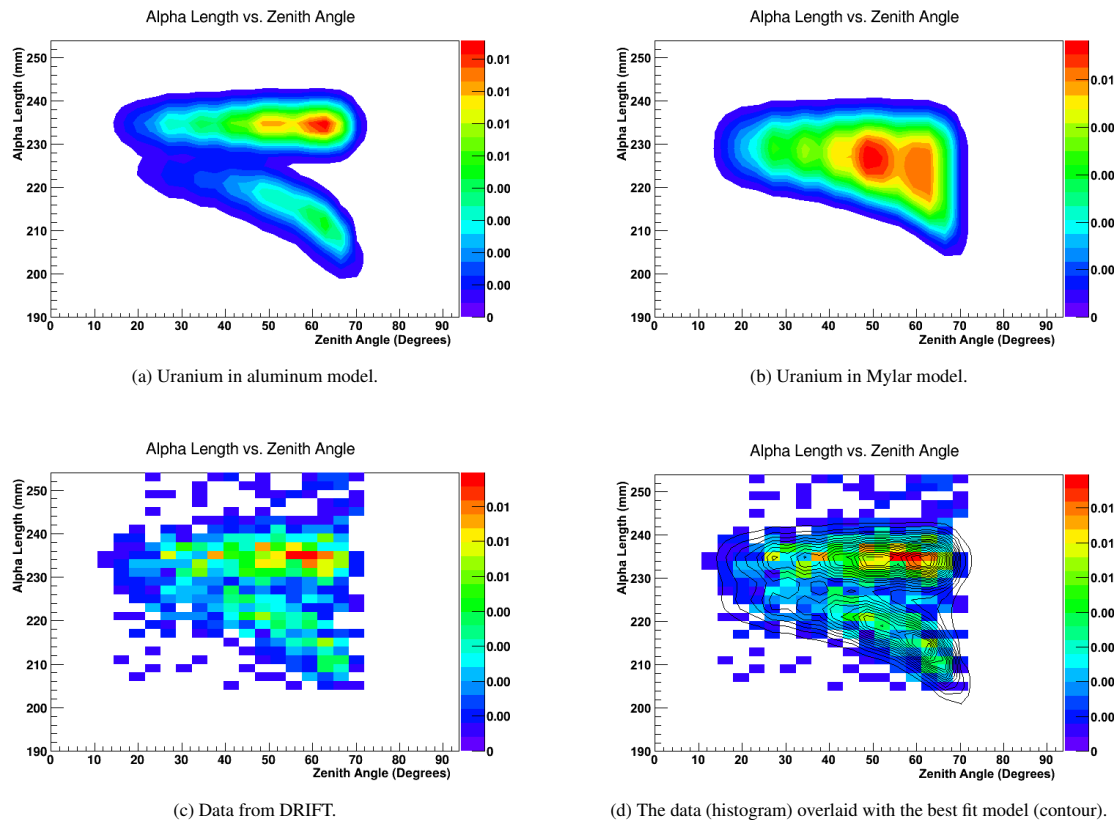 Alpha Length vs. Zenith Angle
Alpha Length (mm)
250
240
230
220
210
200
190
0 10 20 30 40 50 60 70 80 90
Zenith Angle (Degrees)
0.01
0.01
0.01
0.01
0.00
0.00
0.00
0.00
0
(a) Uranium in aluminum model.
Alpha Length vs. Zenith Angle
Alpha Length (mm)
250
240
230
220
210
200
190
0 10 20 30 40 50 60 70 80 90
Zenith Angle (Degrees)
0.01
0.00
0.00
0.00
0.00
0
(b) Uranium in Mylar model.
Alpha Length vs. Zenith Angle
Alpha Length (mm)
250
240
230
220
210
200
190
0 10 20 30 40 50 60 70 80 90
Zenith Angle (Degrees)
0.01
0.01
0.01
0.00
0.00
0.00
0.00
0
(c) Data from DRIFT.
Alpha Length vs. Zenith Angle
Alpha Length (mm)
250
240
230
220
210
200
190
0 10 20 30 40 50 60 70 80 90
Zenith Angle (Degrees)
0.01
0.01
0.01
0.00
0.00
0.00
0.00
0
(d) The data (histogram) overlaid with the best fit model (contour).